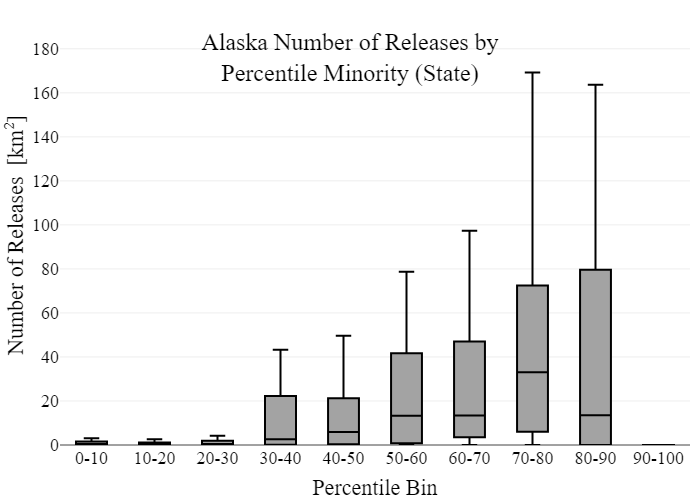 Alaska Number of Releases by
Percentile Minority (State)
Number of Releases [km²]
180
160
140
120
100
80
60
40
20
0
0-10 10-20 20-30 30-40 40-50 50-60 60-70 70-80 80-90 90-100
Percentile Bin